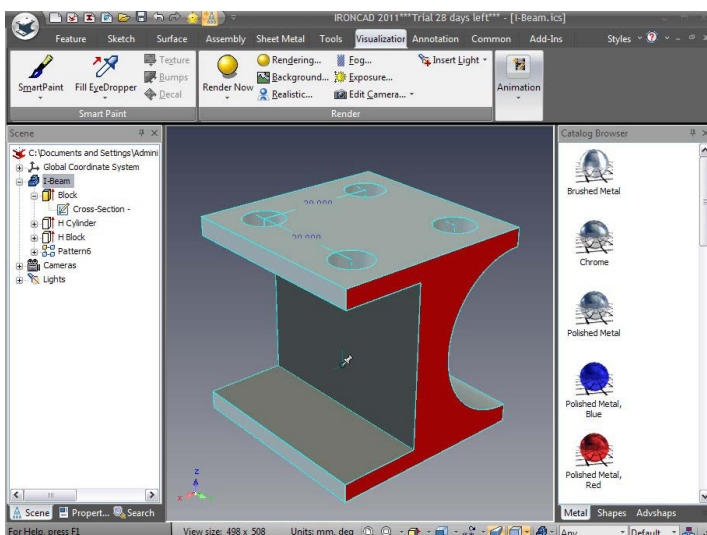 IRONCAD 2011***Trial 28 days left*** - [I-Beam.ics]
Feature Sketch Surface Assembly Sheet Metal Tools Visualization Annotation Common Add-Ins Styles
SmartPaint
Fill EyeDropper
Texture
Bumps
Decal
Smart Paint
Render Now
Rendering...
Background...
Realistic...
Fog...
Exposure...
Edit Camera...
Insert Light
Render
Animation
Scene
C:\Documents and Settings\Admini
Global Coordinate System
I-Beam
Block
Cross-Section -
H Cylinder
H Block
Pattern6
Cameras
Lights
Scene Propert... Search
20.000
20.000
Z
X
Catalog Browser
Brushed Metal
Chrome
Polished Metal
Polished Metal,
Blue
Polished Metal,
Red
Metal Shapes Advshaps
For Help, press F1
View size: 498 x 508 Units: mm, deg
Any Default